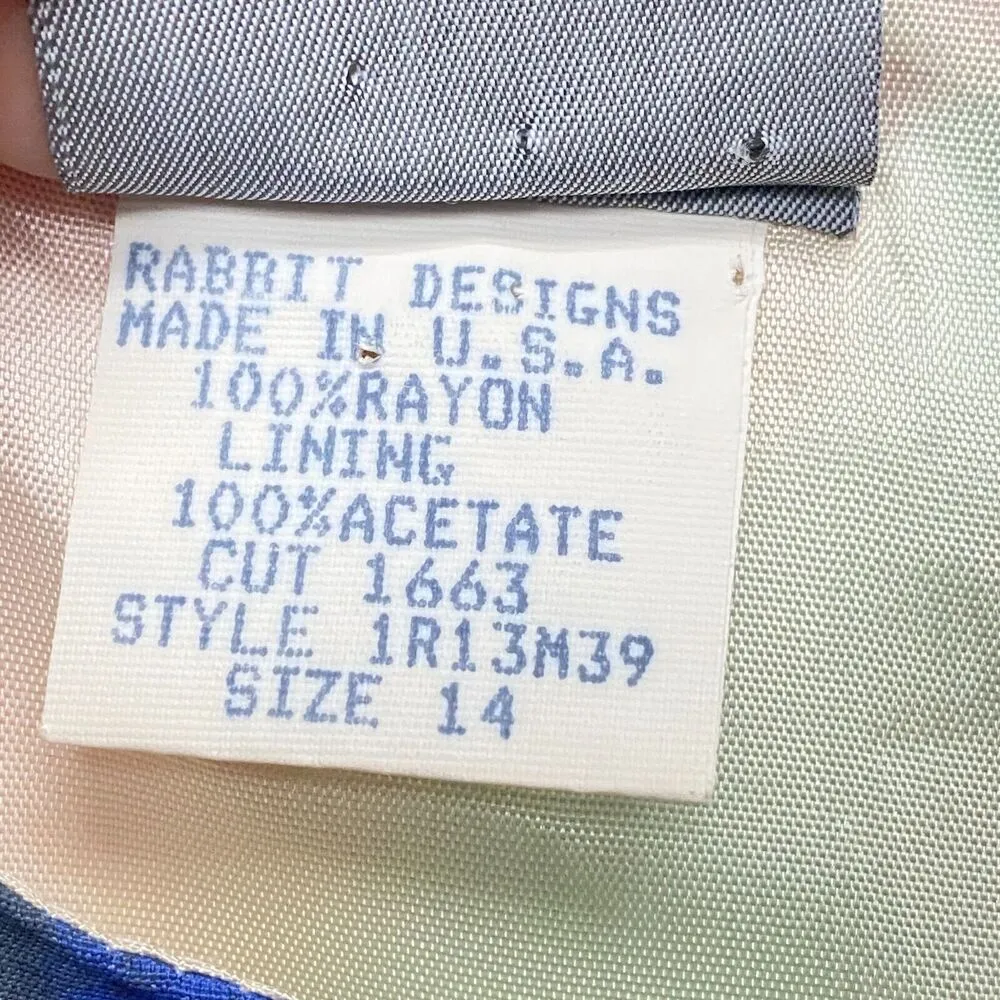 RABBIT DESIGNS
MADE IN U.S.A.
100%RAYON
LINING
100%ACETATE
CUT 1663
STYLE 1R13M39
SIZE 14